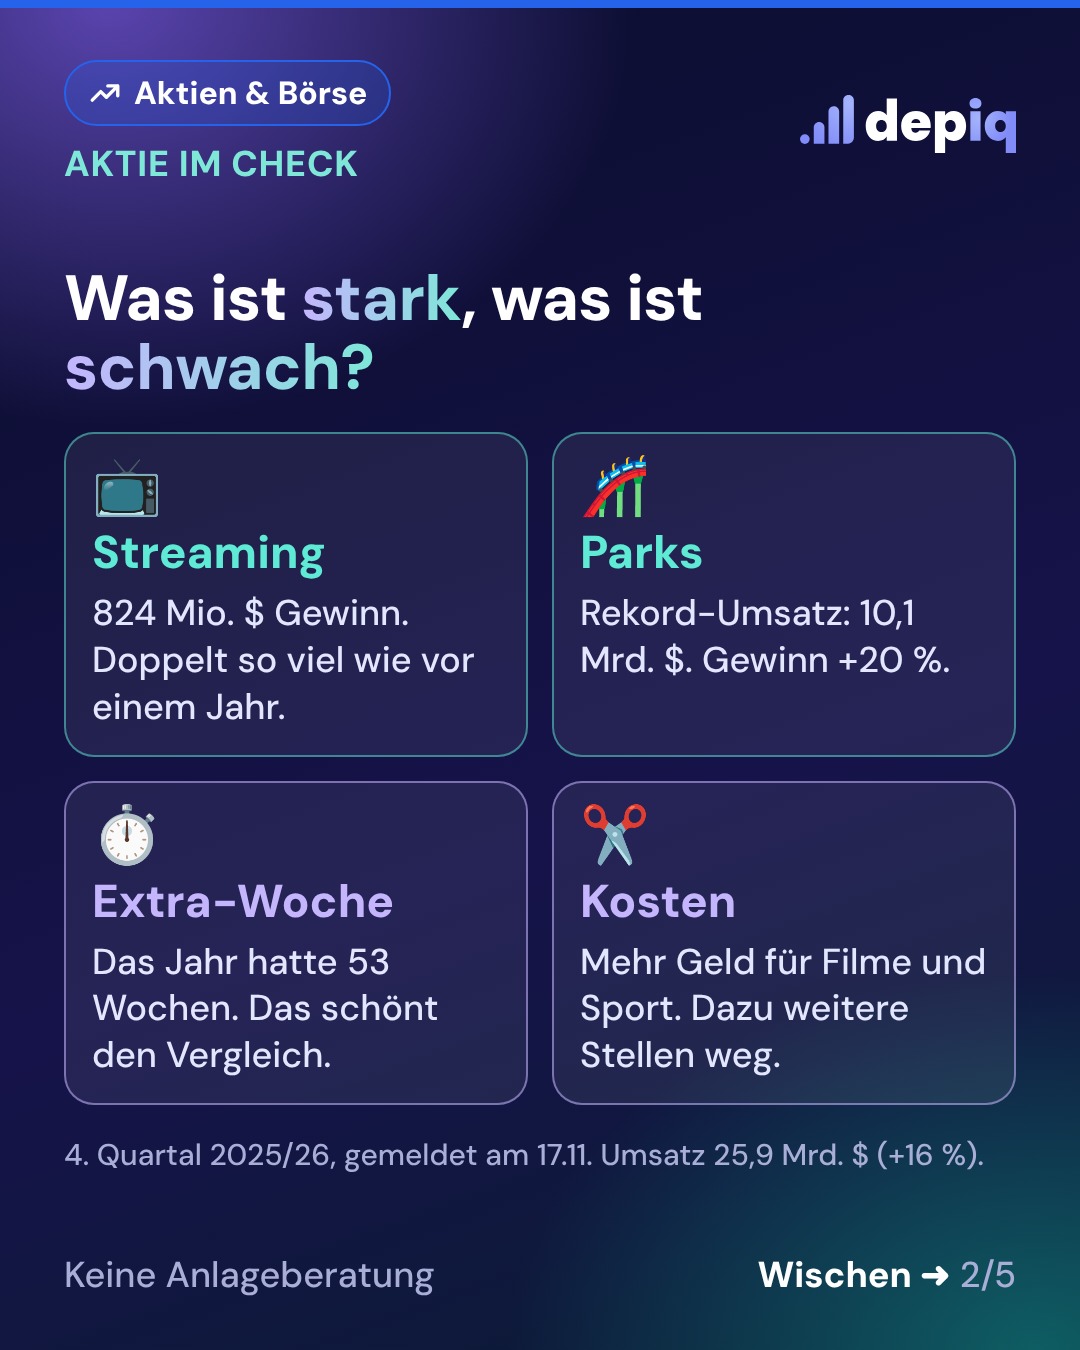 Aktien & Börse
AKTIE IM CHECK
depiq
Was ist stark, was ist
schwach?
Streaming
824 Mio. $ Gewinn.
Doppelt so viel wie vor
einem Jahr.
Parks
Rekord-Umsatz: 10,1
Mrd. $. Gewinn +20 %.
Extra-Woche
Das Jahr hatte 53
Wochen. Das schönt
den Vergleich.
Kosten
Mehr Geld für Filme und
Sport. Dazu weitere
Stellen weg.
4. Quartal 2025/26, gemeldet am 17.11. Umsatz 25,9 Mrd. $ (+16 %).
Keine Anlageberatung
Wischen ➜ 2/5